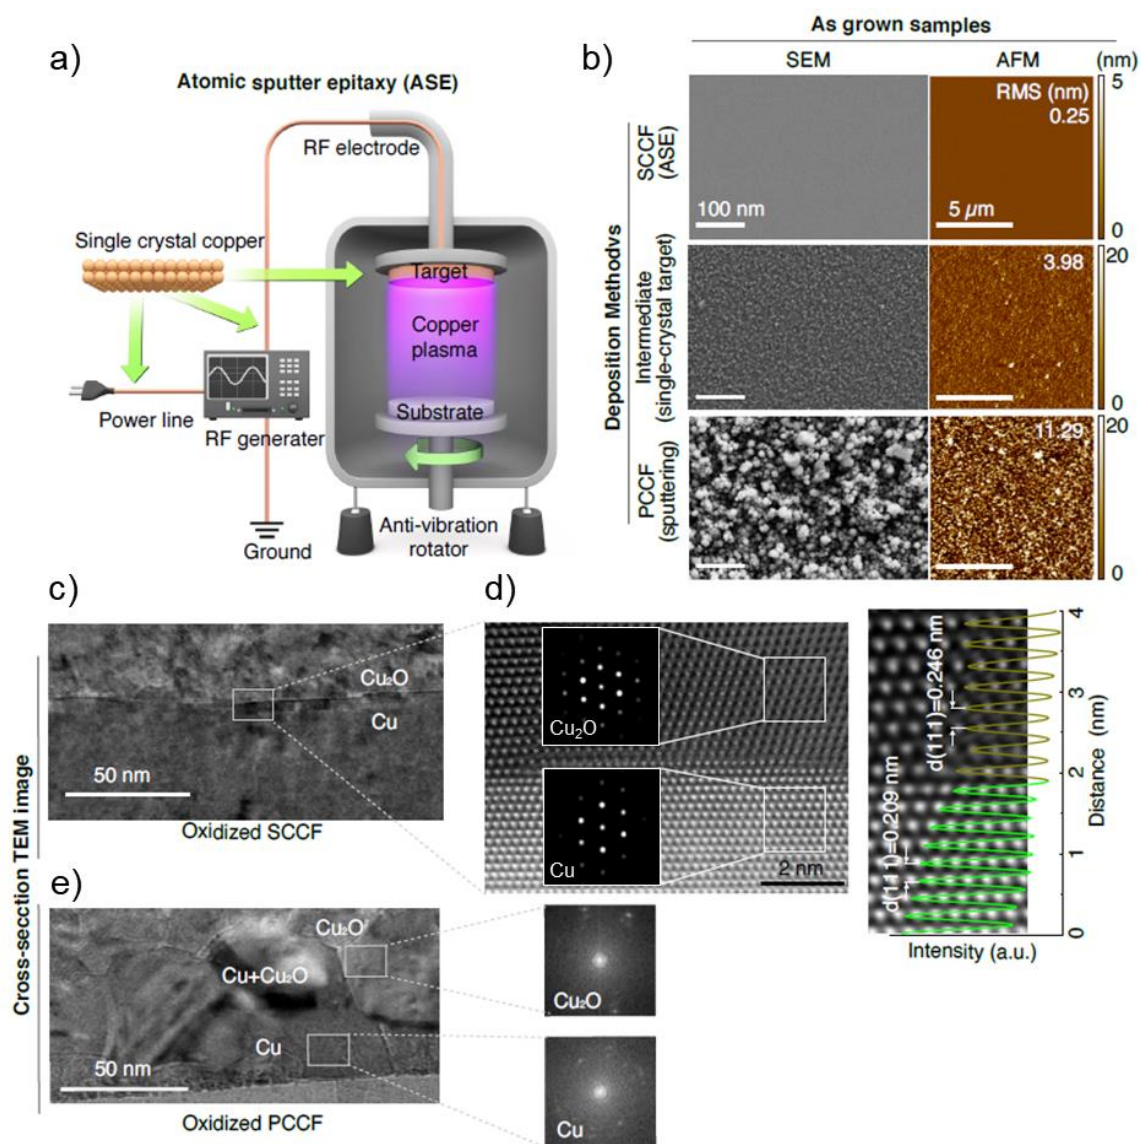 a)
Atomic sputter epitaxy (ASE)
RF electrode
Single crystal copper
Target
Copper
plasma
Substrate
Power line
RF generater
Anti-vibration
rotator
Ground
As grown samples
b)
SEM
AFM
(nm)
Deposition Methodvs
SCCF
(ASE)
100 nm
RMS (nm)
0.25
5 µm
5
0
Intermediate
(single-crystal target)
3.98
20
0
PCCF
(sputtering)
11.29
20
0
Cross-secction TEM image
c)
Cu₂O
Cu
50 nm
Oxidized SCCF
d)
Cu₂O
Cu
2 nm
d(111)=0.246 nm
d(111)=0.209 nm
4
3
2
1
0
Distance (nm)
Intensity (a.u.)
e)
Cu₂O
Cu+Cu₂O
Cu
50 nm
Oxidized PCCF
Cu₂O
Cu